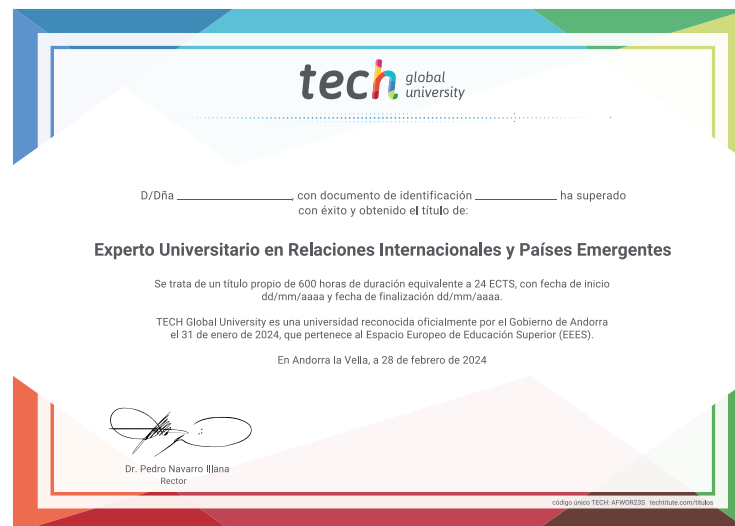 tech global university
D/Dña ______________, con documento de identificación __________ ha superado
con éxito y obtenido el título de:
Experto Universitario en Relaciones Internacionales y Países Emergentes
Se trata de un título propio de 600 horas de duración equivalente a 24 ECTS, con fecha de inicio
dd/mm/aaaa y fecha de finalización dd/mm/aaaa.
TECH Global University es una universidad reconocida oficialmente por el Gobierno de Andorra
el 31 de enero de 2024, que pertenece al Espacio Europeo de Educación Superior (EEES).
En Andorra la Vella, a 28 de febrero de 2024
Dr. Pedro Navarro Illana
Rector
código único TECH: AFWOR23S techtitute.com/titulos